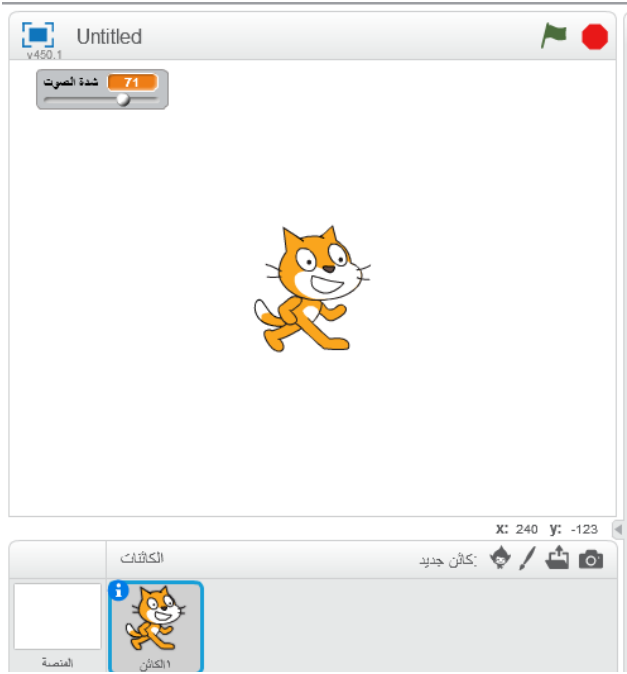 Untitled
v450.1
شدة الصوت 71
x: 240 y: -123
الكائنات
كائن جديد:
المنصة
الكائن1